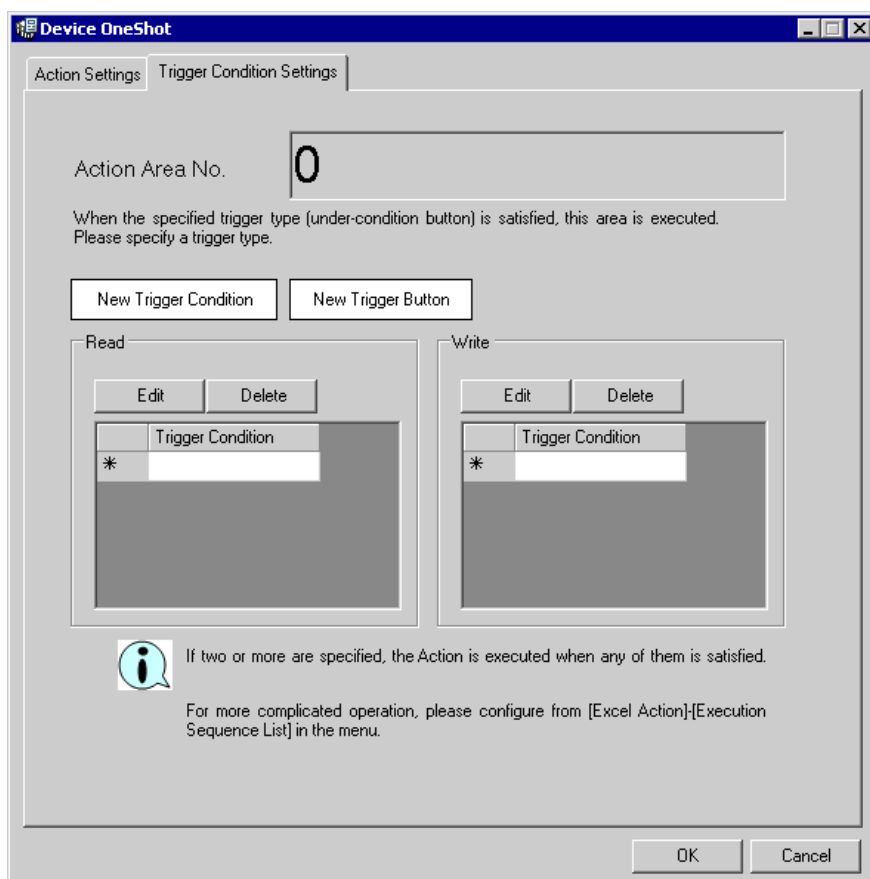 Device OneShot
Action Settings
Trigger Condition Settings
Action Area No.
0
When the specified trigger type (under-condition button) is satisfied, this area is executed.
Please specify a trigger type.
New Trigger Condition
New Trigger Button
Read
Edit
Delete
Trigger Condition
*
Write
Edit
Delete
Trigger Condition
*
If two or more are specified, the Action is executed when any of them is satisfied.
For more complicated operation, please configure from [Excel Action]-[Execution
Sequence List] in the menu.
OK
Cancel